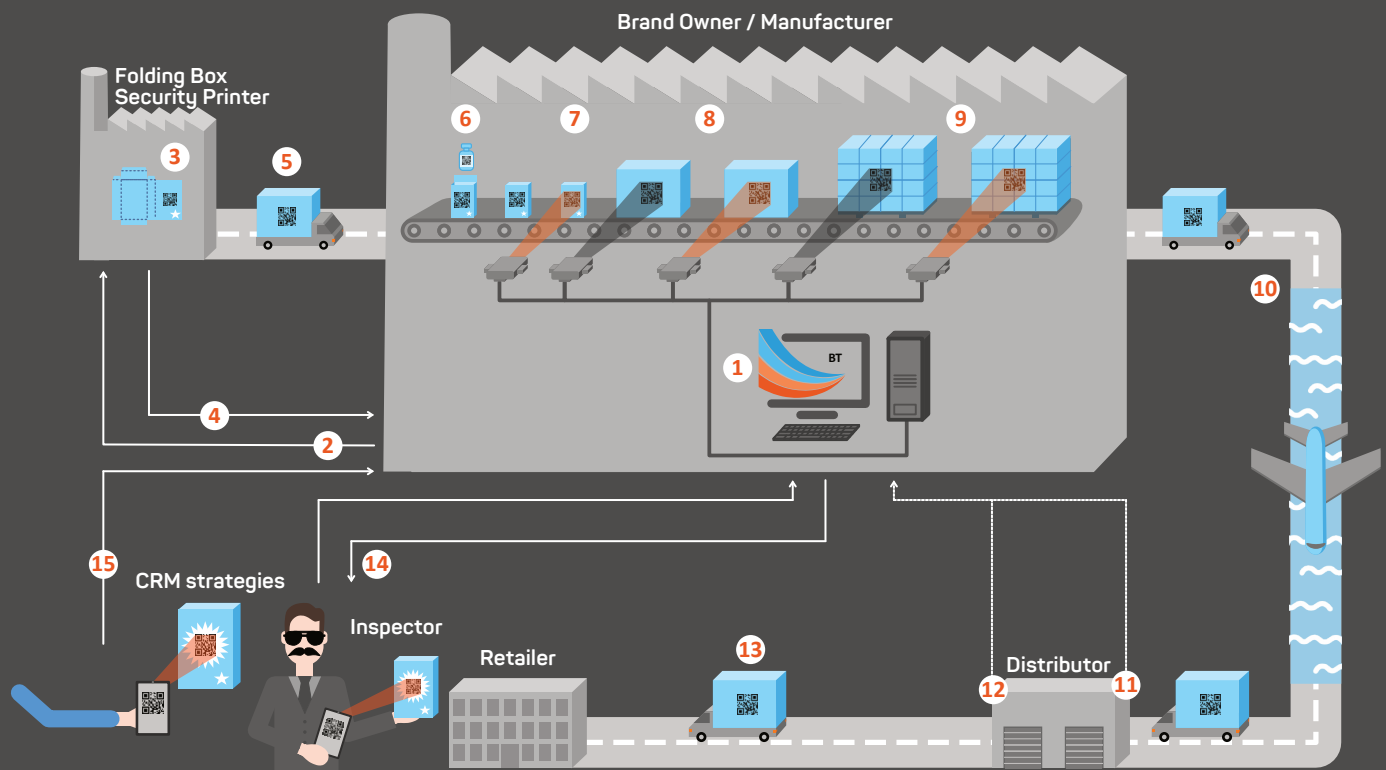 Brand Owner / Manufacturer
Folding Box
Security Printer
6
7
8
9
3
5
10
1
BT
4
2
15
14
CRM strategies
Inspector
Retailer
13
Distributor
12
11